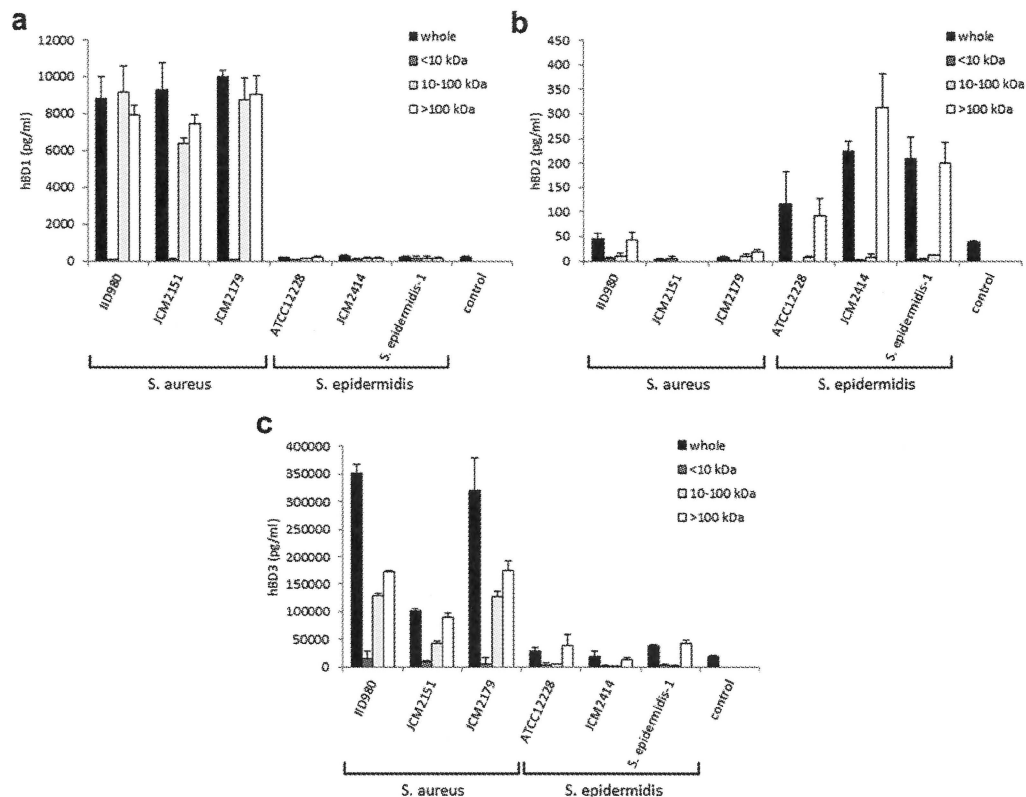 a
hBD1 (pg/ml)
12000
10000
8000
6000
4000
2000
0
whole
<10 kDa
10-100 kDa
>100 kDa
IID980
JCM2151
JCM2179
ATCC12228
JCM2414
S. epidermidis-1
control
S. aureus
S. epidermidis
b
hBD2 (pg/ml)
450
400
350
300
250
200
150
100
50
0
whole
<10 kDa
10-100 kDa
>100 kDa
IID980
JCM2151
JCM2179
ATCC12228
JCM2414
S. epidermidis-1
control
S. aureus
S. epidermidis
c
hBD3 (pg/ml)
400000
350000
300000
250000
200000
150000
100000
50000
0
whole
<10 kDa
10-100 kDa
>100 kDa
IID980
JCM2151
JCM2179
ATCC12228
JCM2414
S. epidermidis-1
control
S. aureus
S. epidermidis